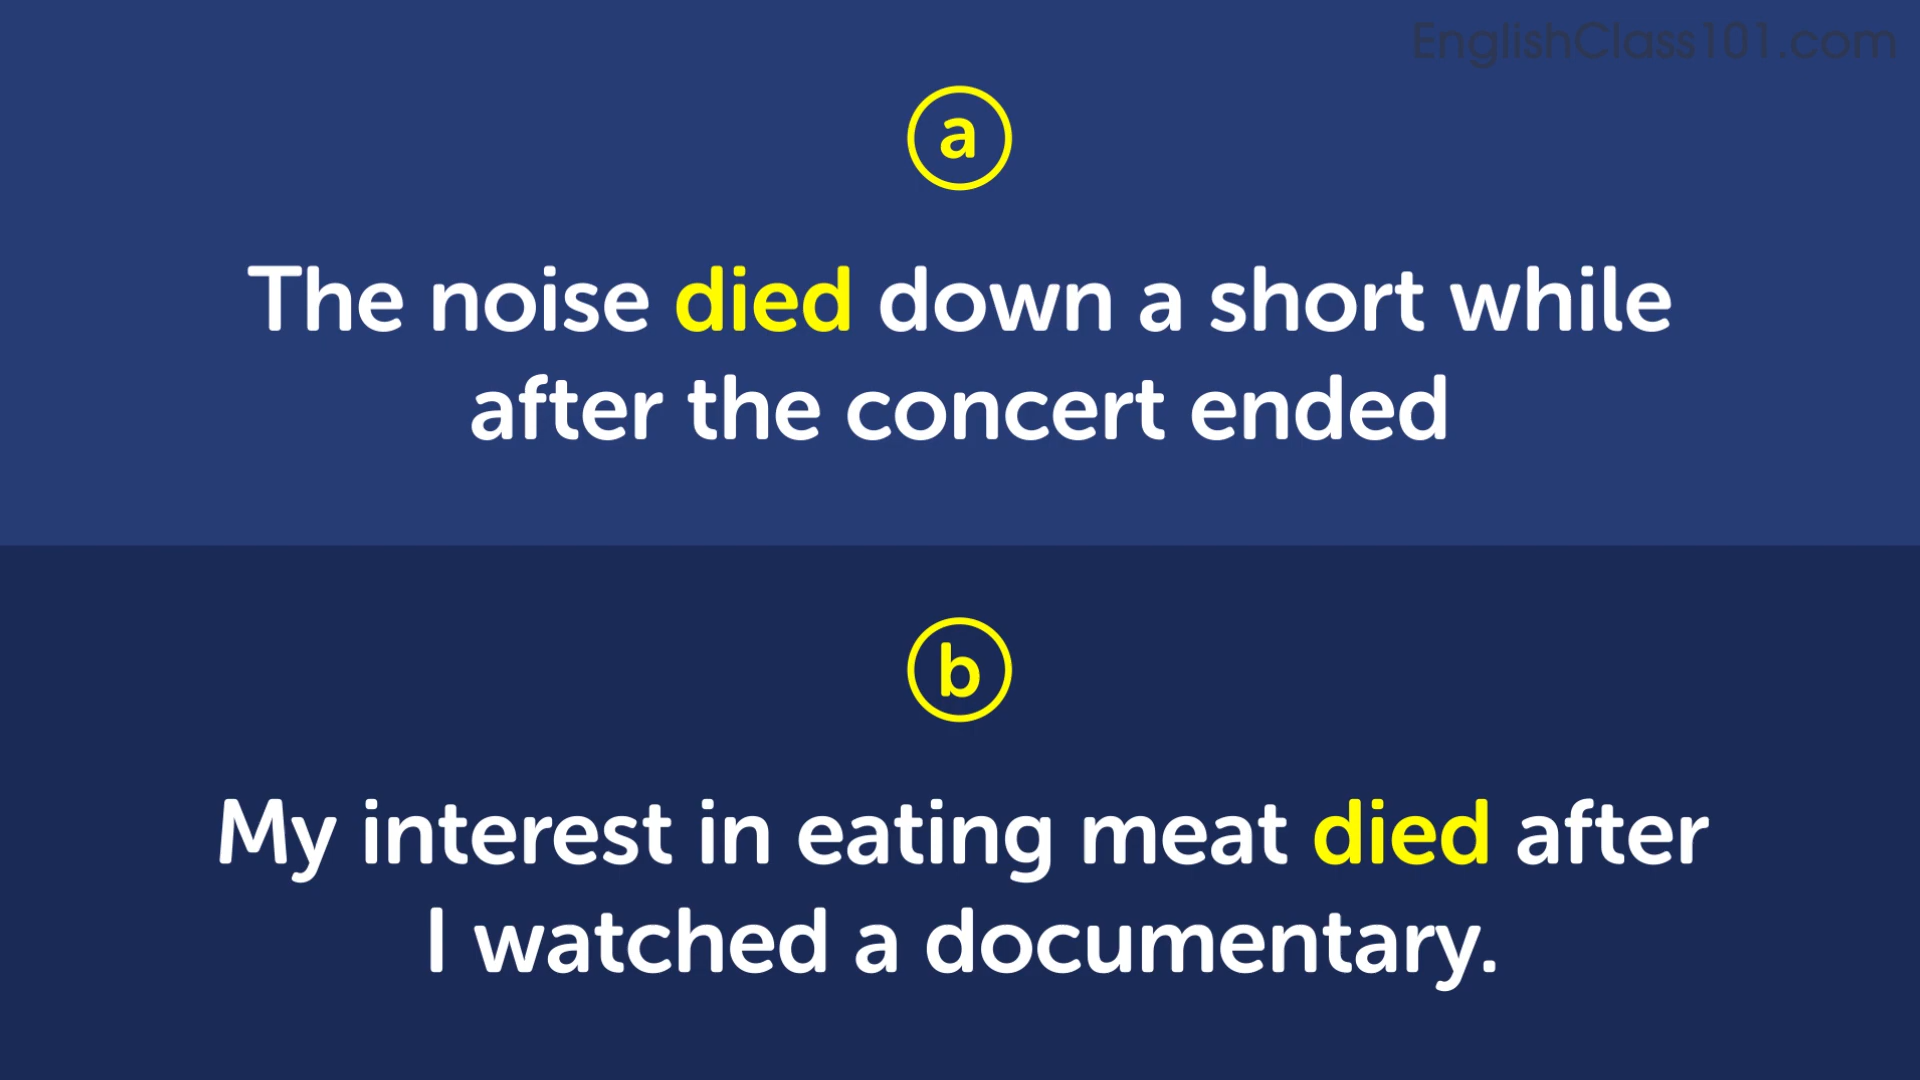 EnglishClass101.com
a
The noise died down a short while
after the concert ended
b
My interest in eating meat died after
I watched a documentary.